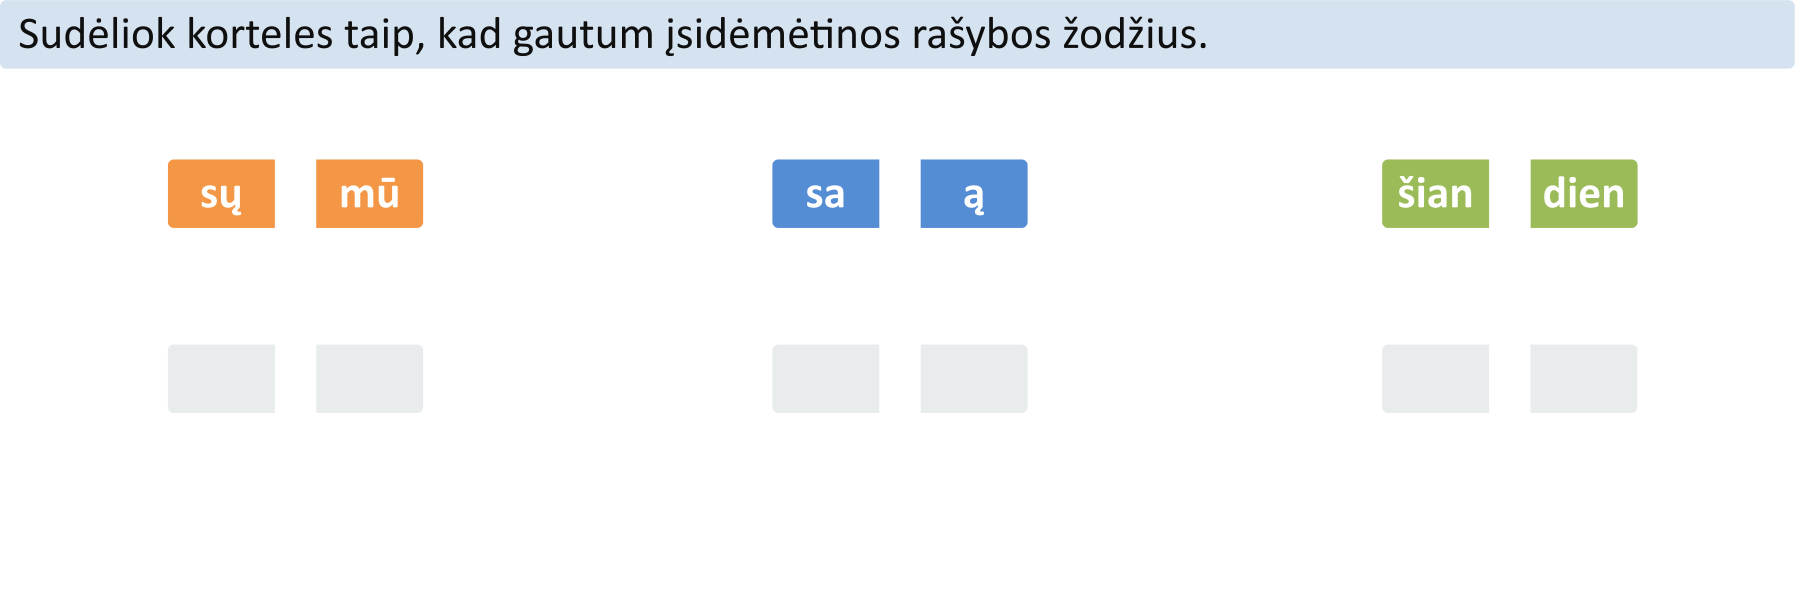 Sudėliok korteles taip, kad gautum įsidėmėtinos rašybos žodžius.
sų mū sa ą šian dien